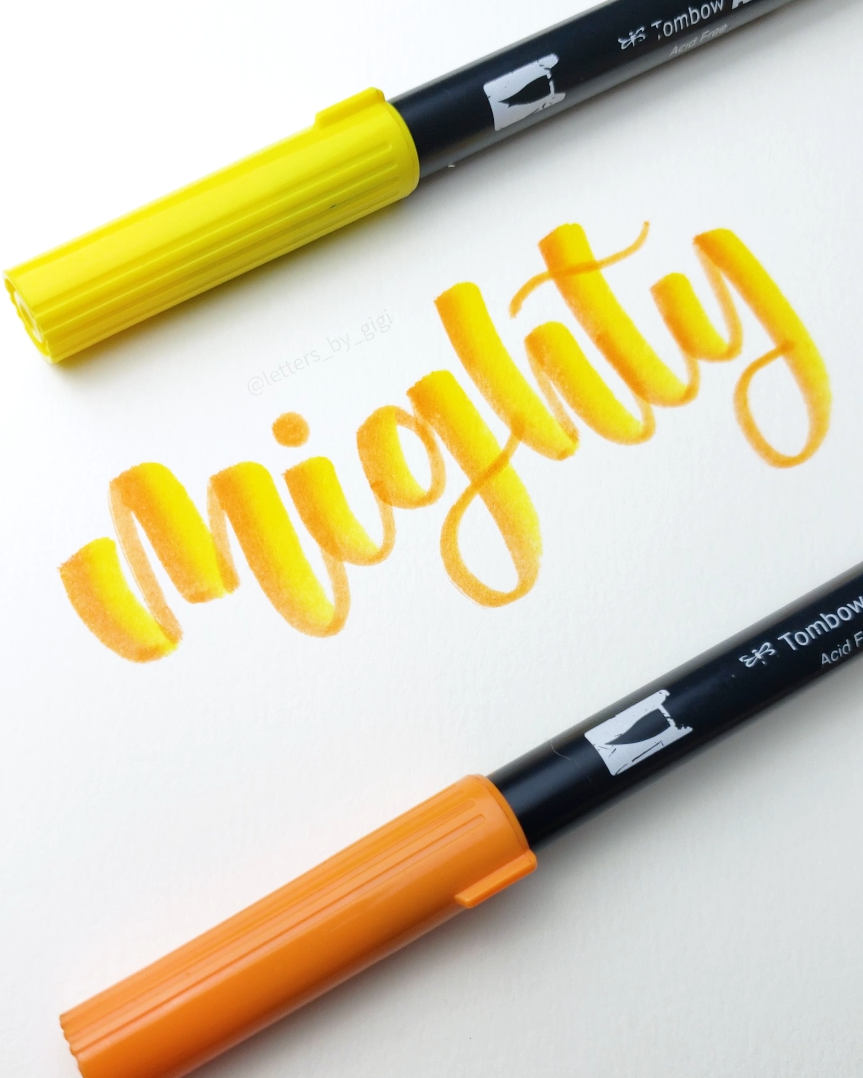 Tombow
Acid Free
@letters_by_gigi
mighty
Tombow
Acid